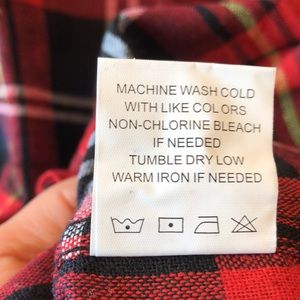 MACHINE WASH COLD
WITH LIKE COLORS
NON-CHLORINE BLEACH
IF NEEDED
TUMBLE DRY LOW
WARM IRON IF NEEDED